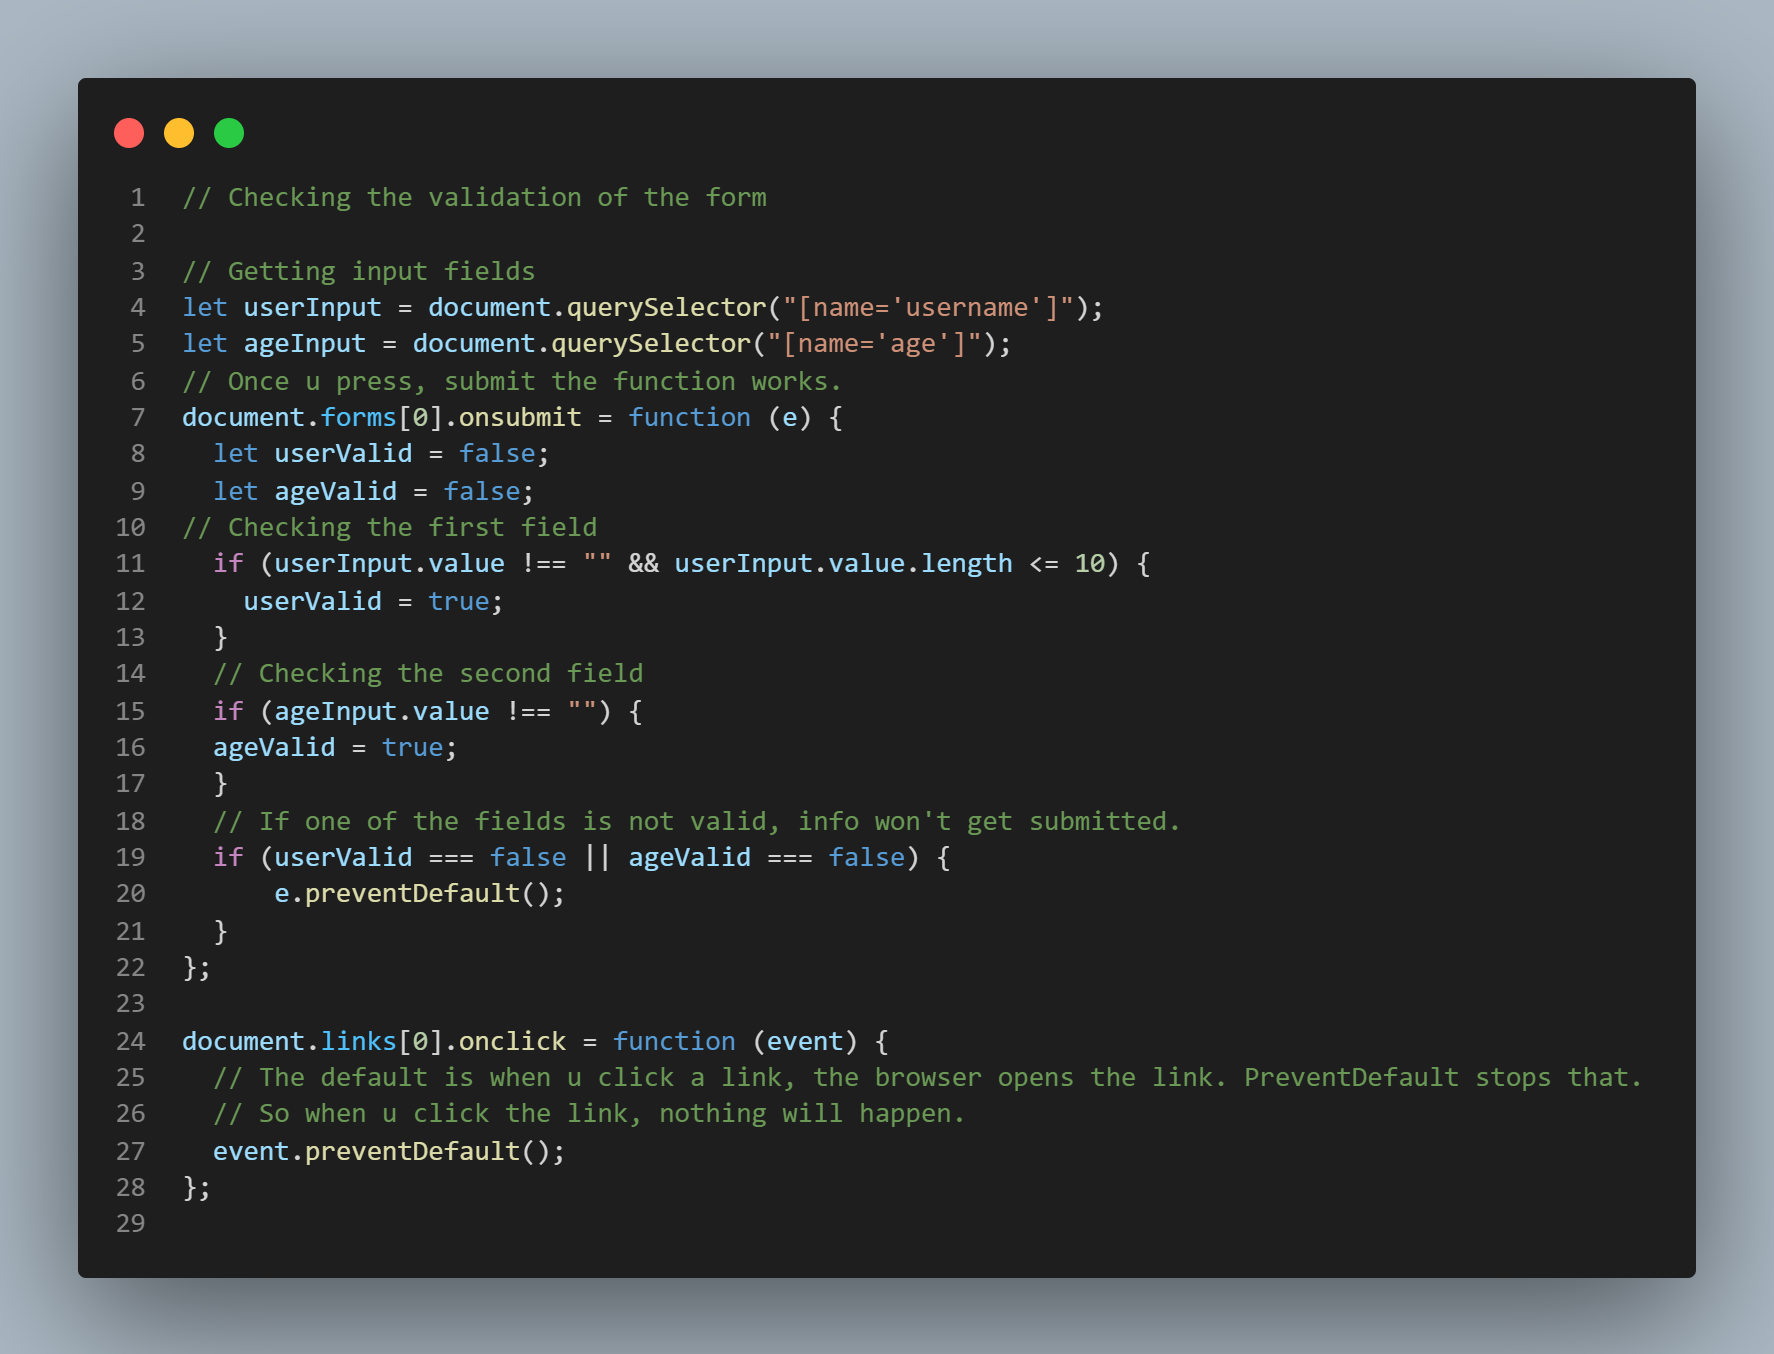 1 // Checking the validation of the form
2
3 // Getting input fields
4 let userInput = document.querySelector("[name='username']");
5 let ageInput = document.querySelector("[name='age']");
6 // Once u press, submit the function works.
7 document.forms[0].onsubmit = function (e) {
8   let userValid = false;
9   let ageValid = false;
10 // Checking the first field
11   if (userInput.value !== "" && userInput.value.length <= 10) {
12     userValid = true;
13   }
14   // Checking the second field
15   if (ageInput.value !== "") {
16   ageValid = true;
17   }
18   // If one of the fields is not valid, info won't get submitted.
19   if (userValid === false || ageValid === false) {
20       e.preventDefault();
21   }
22 };
23
24 document.links[0].onclick = function (event) {
25   // The default is when u click a link, the browser opens the link. PreventDefault stops that.
26   // So when u click the link, nothing will happen.
27   event.preventDefault();
28 };
29